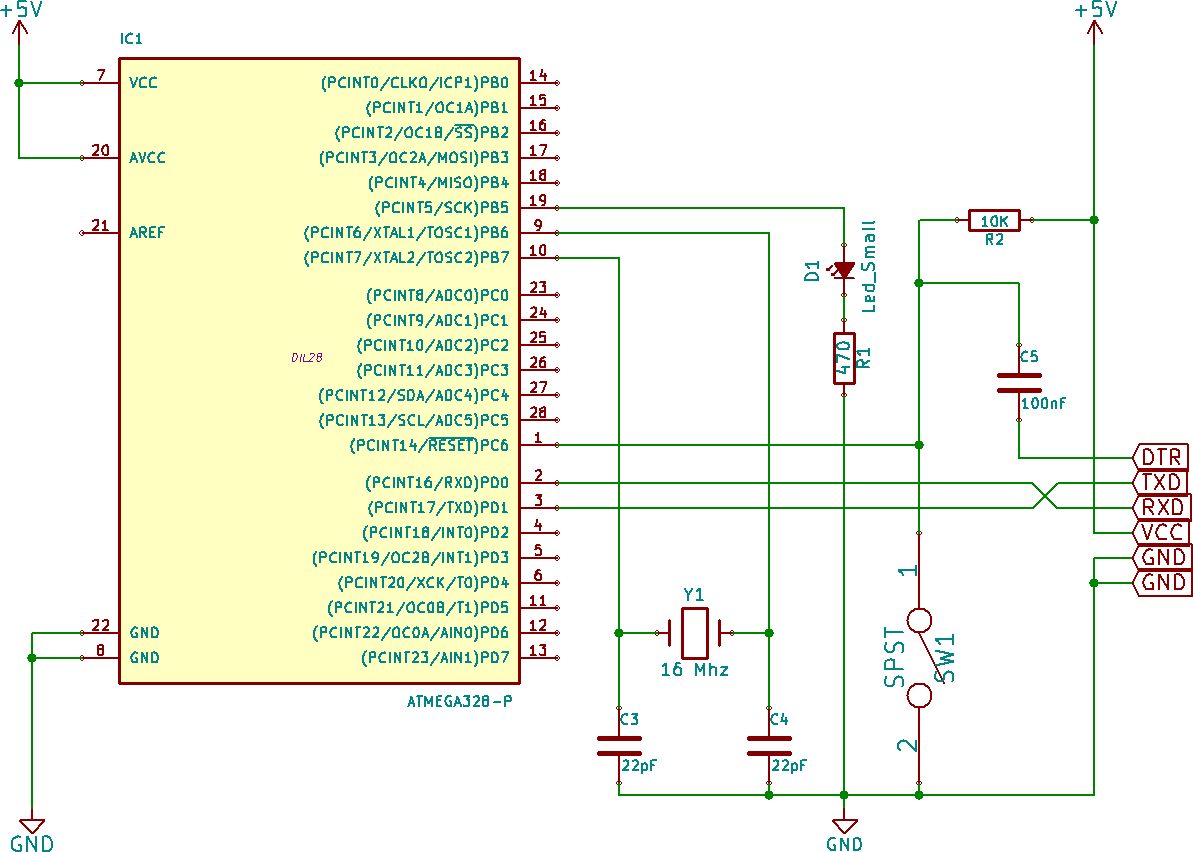 +5V
+5V
IC1
7 VCC (PCINT0/CLKO/ICP1)PB0 14
(PCINT1/OC1A)PB1 15
(PCINT2/OC1B/SS)PB2 16
20 AVCC (PCINT3/OC2A/MOSI)PB3 17
(PCINT4/MISO)PB4 18
(PCINT5/SCK)PB5 19
21 AREF (PCINT6/XTAL1/TOSC1)PB6 9
(PCINT7/XTAL2/TOSC2)PB7 10
(PCINT8/ADC0)PC0 23
(PCINT9/ADC1)PC1 24
(PCINT10/ADC2)PC2 25
DIL28
(PCINT11/ADC3)PC3 26
(PCINT12/SDA/ADC4)PC4 27
(PCINT13/SCL/ADC5)PC5 28
(PCINT14/RESET)PC6 1
(PCINT16/RXD)PD0 2
(PCINT17/TXD)PD1 3
(PCINT18/INT0)PD2 4
(PCINT19/OC2B/INT1)PD3 5
(PCINT20/XCK/T0)PD4 6
(PCINT21/OC0B/T1)PD5 11
22 GND (PCINT22/OC0A/AIN0)PD6 12
8 GND (PCINT23/AIN1)PD7 13
ATMEGA328-P
GND
D1
Led_Small
470
R1
10K
R2
C5
100nF
DTR
TXD
RXD
VCC
GND
GND
Y1
16 Mhz
C3
22pF
C4
22pF
1
SPST
SW1
2
GND